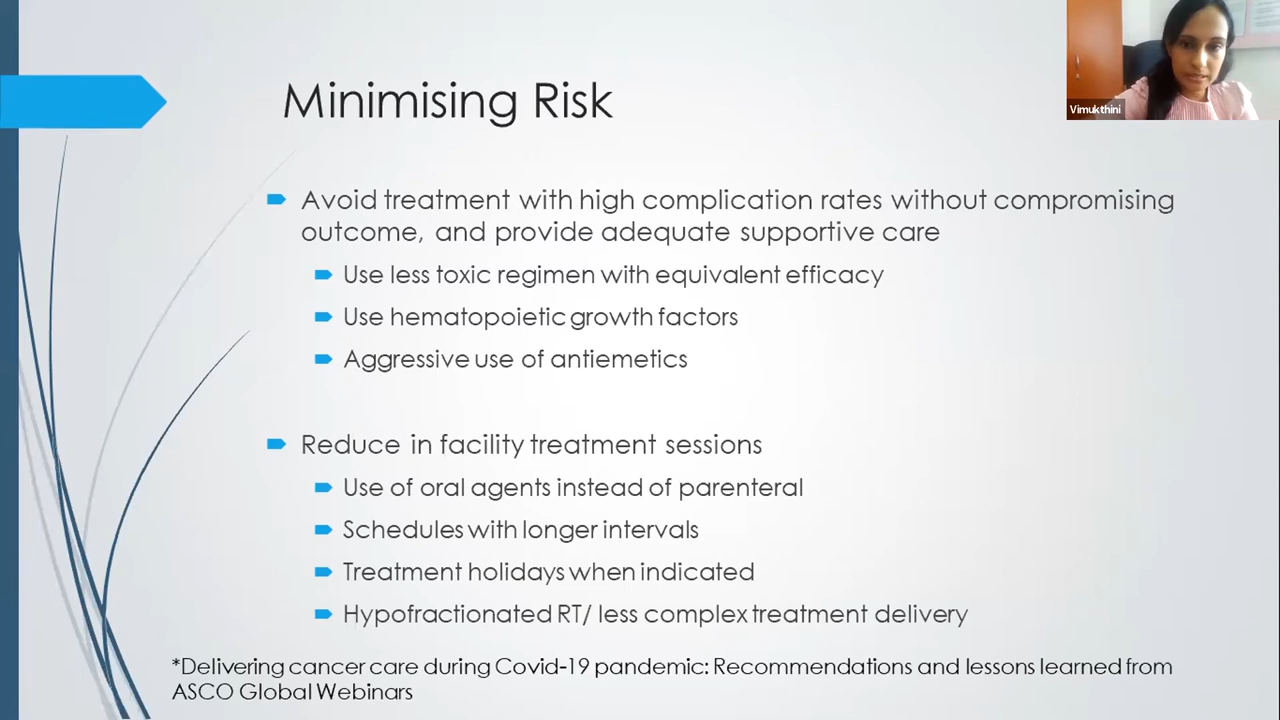 Minimising Risk
Vimukthini
Avoid treatment with high complication rates without compromising
outcome, and provide adequate supportive care
Use less toxic regimen with equivalent efficacy
Use hematopoietic growth factors
Aggressive use of antiemetics
Reduce in facility treatment sessions
Use of oral agents instead of parenteral
Schedules with longer intervals
Treatment holidays when indicated
Hypofractionated RT/ less complex treatment delivery
*Delivering cancer care during Covid-19 pandemic: Recommendations and lessons learned from
ASCO Global Webinars